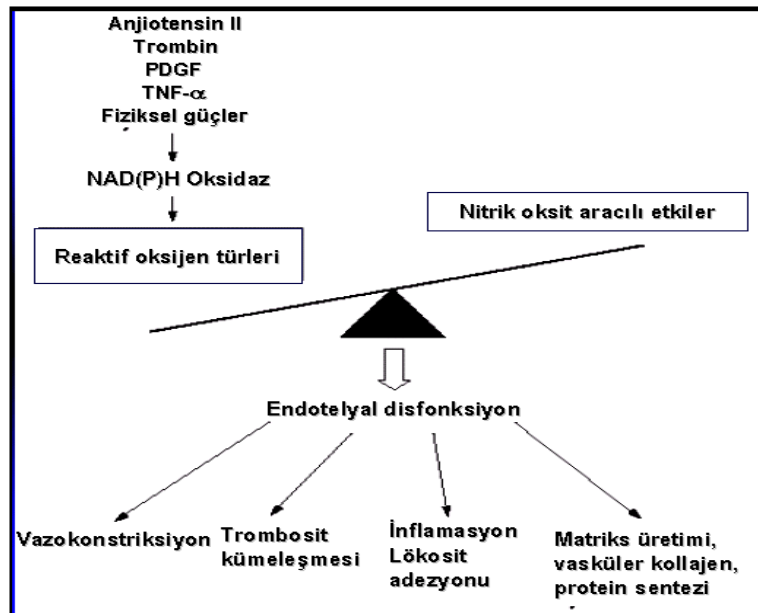 Anjiotensin II
Trombin
PDGF
TNF-α
Fiziksel güçler
NAD(P)H Oksidaz
Reaktif oksijen türleri
Nitrik oksit aracılı etkiler
Endotelyal disfonksiyon
Vazokonstriksiyon
Trombosit
kümeleşmesi
İnflamasyon
Lökosit
adezyonu
Matriks üretimi,
vasküler kollajen,
protein sentezi